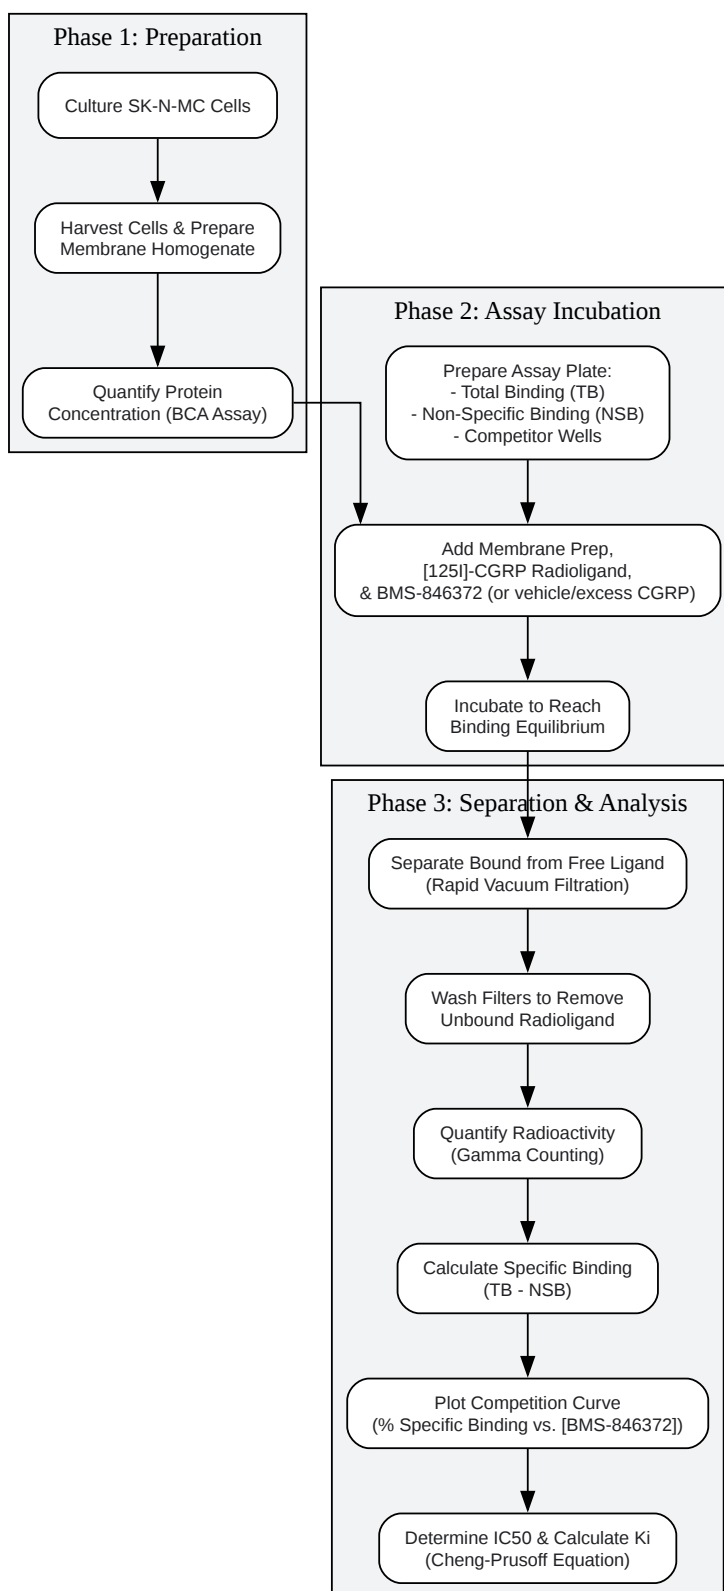 Phase 1: Preparation
Culture SK-N-MC Cells
Harvest Cells & Prepare
Membrane Homogenate
Quantify Protein
Concentration (BCA Assay)
Phase 2: Assay Incubation
Prepare Assay Plate:
- Total Binding (TB)
- Non-Specific Binding (NSB)
- Competitor Wells
Add Membrane Prep,
[125I]-CGRP Radioligand,
& BMS-846372 (or vehicle/excess CGRP)
Incubate to Reach
Binding Equilibrium
Phase 3: Separation & Analysis
Separate Bound from Free Ligand
(Rapid Vacuum Filtration)
Wash Filters to Remove
Unbound Radioligand
Quantify Radioactivity
(Gamma Counting)
Calculate Specific Binding
(TB - NSB)
Plot Competition Curve
(% Specific Binding vs. [BMS-846372])
Determine IC50 & Calculate Ki
(Cheng-Prusoff Equation)